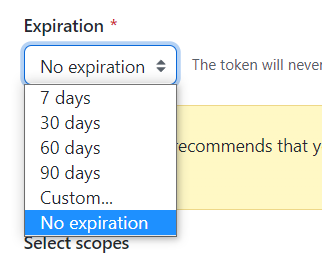 Expiration *
No expiration
The token will never
7 days
30 days
60 days
90 days
Custom...
No expiration
recommends that y
Select scopes